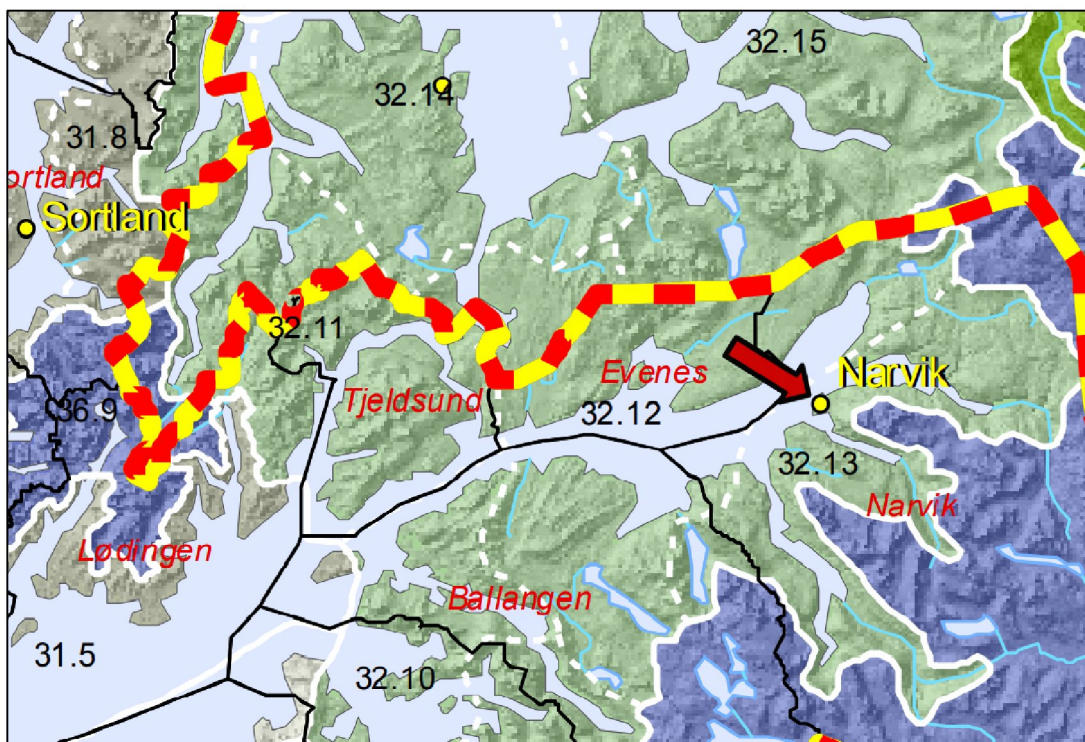 32.15
32.14
31.8
ortland
Sortland
32.11
Evenes
Narvik
Tjeldsund
36.9
32.12
32.13
Narvik
Lødingen
Ballangen
31.5
32.10